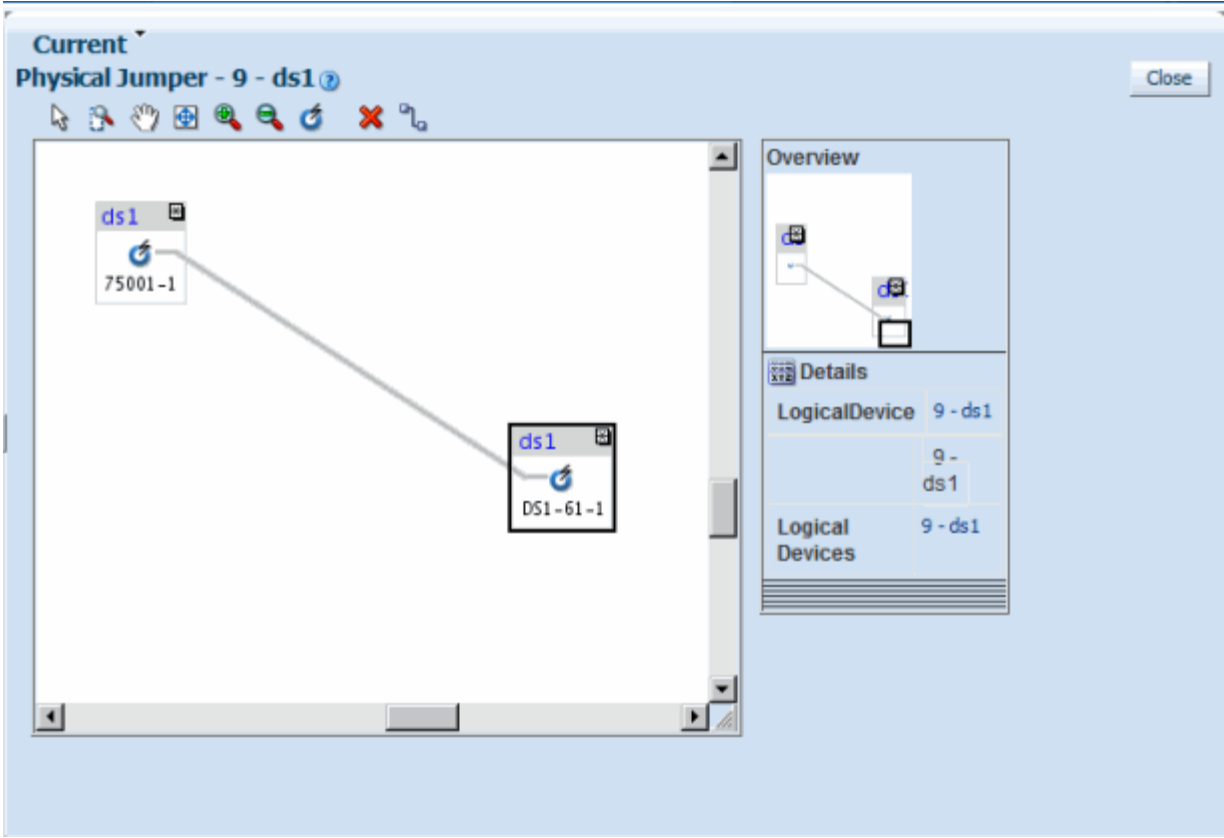 Current
Physical Jumper - 9 - ds1
Close
ds1
75001-1
ds1
DS1-61-1
Overview
Details
LogicalDevice 9 - ds1
9 -
ds1
Logical 9 - ds1
Devices